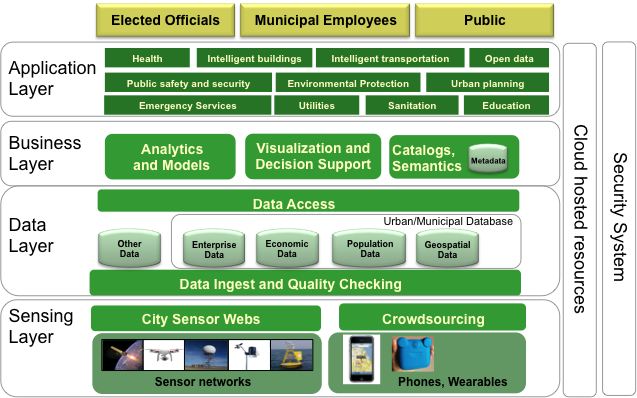 Elected Officials
Municipal Employees
Public
Application
Layer
Health
Intelligent buildings
Intelligent transportation
Open data
Public safety and security
Environmental Protection
Urban planning
Emergency Services
Utilities
Sanitation
Education
Business
Layer
Analytics
and Models
Visualization and
Decision Support
Catalogs,
Semantics
Metadata
Data
Layer
Data Access
Urban/Municipal Database
Other
Data
Enterprise
Data
Economic
Data
Population
Data
Geospatial
Data
Data Ingest and Quality Checking
Sensing
Layer
City Sensor Webs
Crowdsourcing
Sensor networks
Phones, Wearables
Cloud hosted resources
Security System